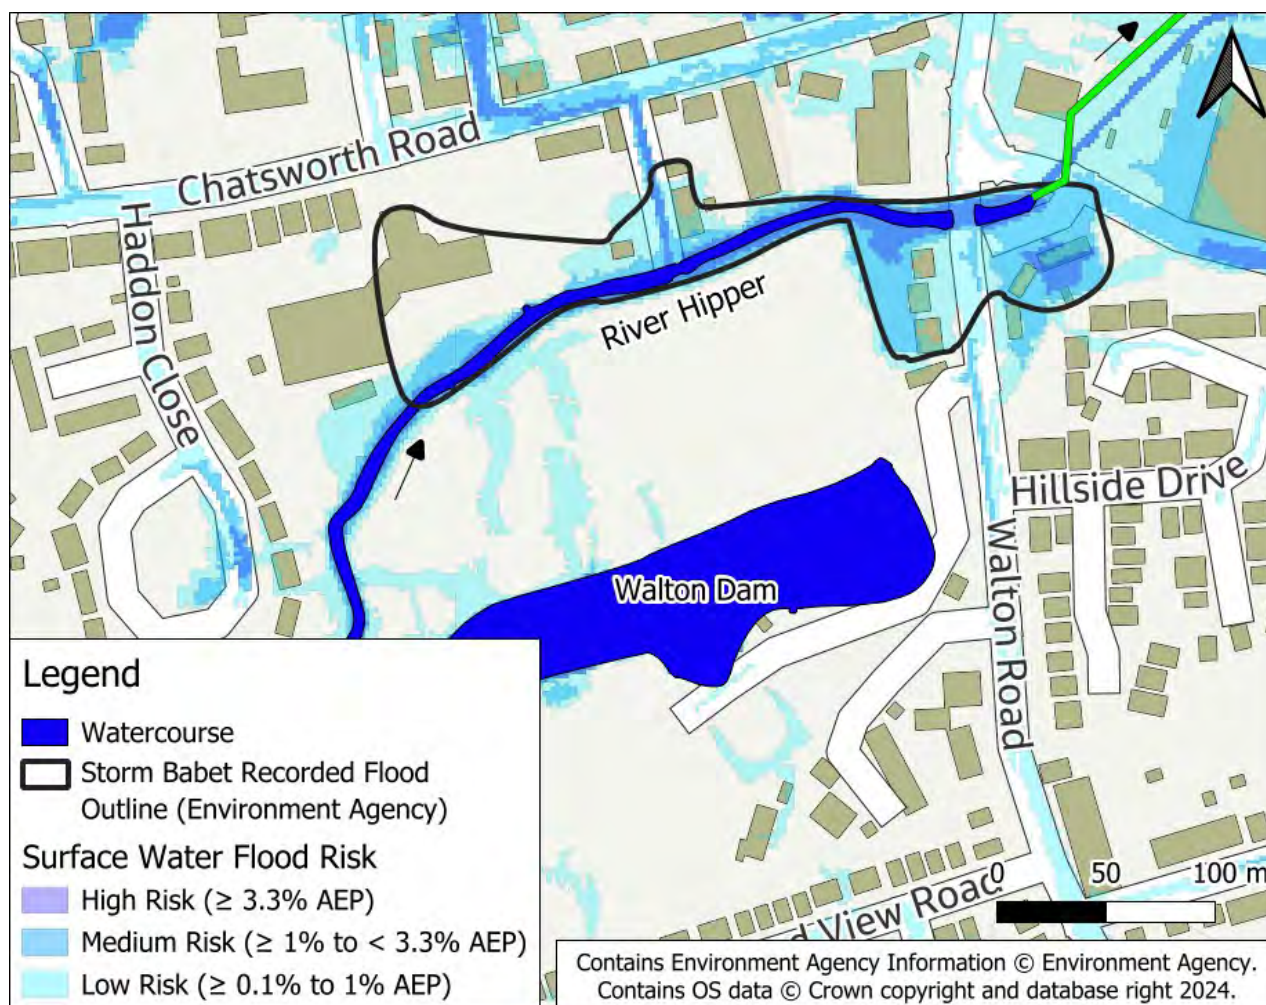 Chatsworth Road
Haddon Close
River Hipper
Walton Dam
Hillside Drive
Walton Road
d View Road
Legend
Watercourse
Storm Babet Recorded Flood
Outline (Environment Agency)
Surface Water Flood Risk
High Risk (≥ 3.3% AEP)
Medium Risk (≥ 1% to < 3.3% AEP)
Low Risk (≥ 0.1% to 1% AEP)
0 50 100 m
Contains Environment Agency Information © Environment Agency.
Contains OS data © Crown copyright and database right 2024.